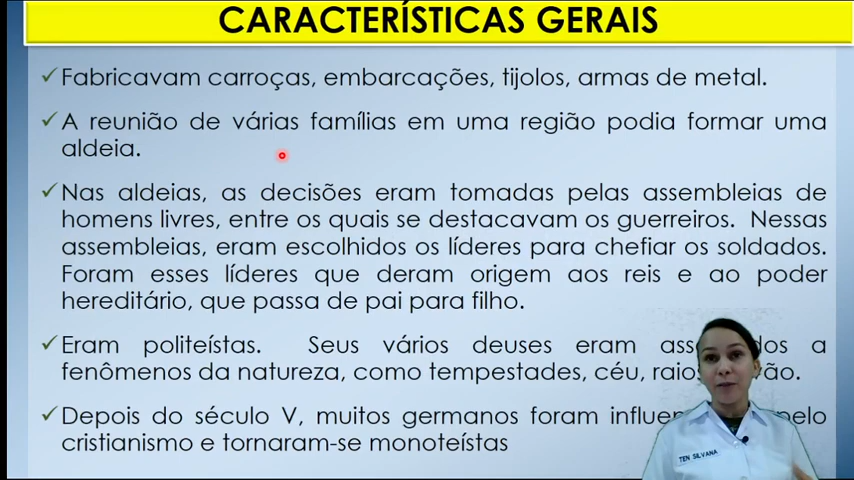 CARACTERÍSTICAS GERAIS
✓Fabricavam carroças, embarcações, tijolos, armas de metal.
✓A reunião de várias famílias em uma região podia formar uma
aldeia.
✓Nas aldeias, as decisões eram tomadas pelas assembleias de
homens livres, entre os quais se destacavam os guerreiros. Nessas
assembleias, eram escolhidos os líderes para chefiar os soldados.
Foram esses líderes que deram origem aos reis e ao poder
hereditário, que passa de pai para filho.
✓Eram politeístas. Seus vários deuses eram a
fenômenos da natureza, como tempestades, céu,
✓Depois do século V, muitos germanos foram pelo
cristianismo e tornaram-se monoteístas
TEN SILVANA